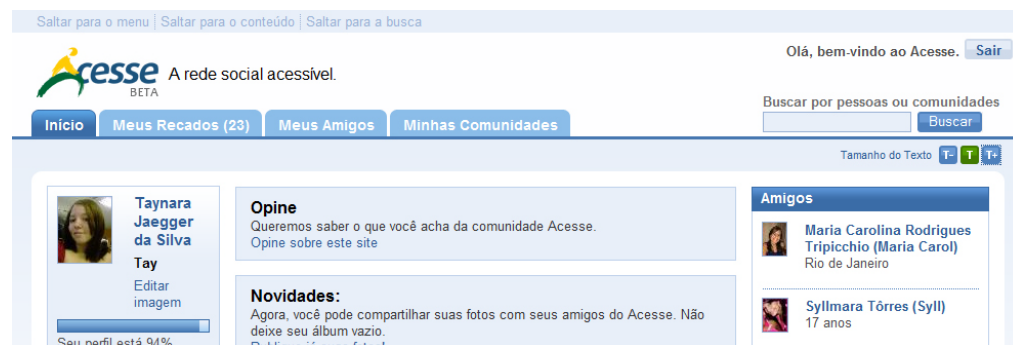 Saltar para o menu | Saltar para o conteúdo | Saltar para a busca
Acesse
BETA
A rede social acessível.
Olá, bem-vindo ao Acesse. Sair
Buscar por pessoas ou comunidades
Buscar
Início Meus Recados (23) Meus Amigos Minhas Comunidades
Tamanho do Texto T- T T+
Taynara
Jaegger
da Silva
Tay
Editar
imagem
Seu perfil está 94%
Opine
Queremos saber o que você acha da comunidade Acesse.
Opine sobre este site
Novidades:
Agora, você pode compartilhar suas fotos com seus amigos do Acesse. Não
deixe seu álbum vazio.
Amigos
Maria Carolina Rodrigues
Tripicchio (Maria Carol)
Rio de Janeiro
Syllmara Tôrres (Syll)
17 anos